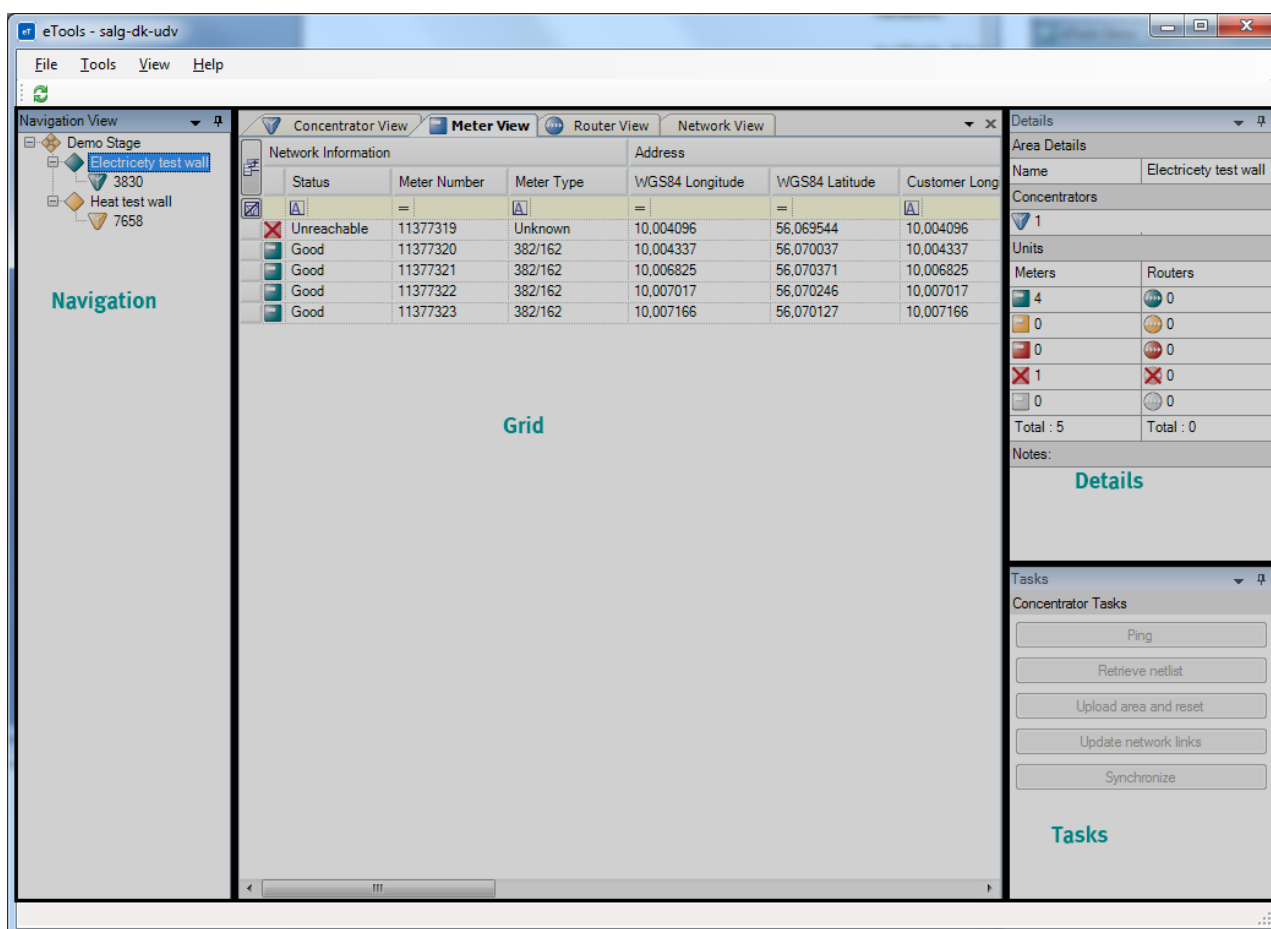 eT eTools - salg-dk-udv
File Tools View Help
Navigation View
Demo Stage
Electricety test wall
3830
Heat test wall
7658
Navigation
Concentrator View Meter View Router View Network View
Network Information Address
Status Meter Number Meter Type WGS84 Longitude WGS84 Latitude Customer Long
A = A = = A
Unreachable 11377319 Unknown 10,004096 56,069544 10,004096
Good 11377320 382/162 10,004337 56,070037 10,004337
Good 11377321 382/162 10,006825 56,070371 10,006825
Good 11377322 382/162 10,007017 56,070246 10,007017
Good 11377323 382/162 10,007166 56,070127 10,007166
Grid
Details
Area Details
Name Electricety test wall
Concentrators
1
Units
Meters Routers
4 0
0 0
0 0
1 0
0 0
Total : 5 Total : 0
Notes:
Details
Tasks
Concentrator Tasks
Ping
Retrieve netlist
Upload area and reset
Update network links
Synchronize
Tasks